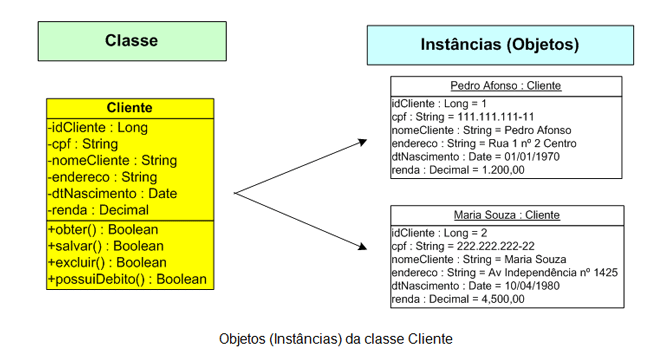 Classe
Instâncias (Objetos)
Cliente
-idCliente : Long
-cpf : String
-nomeCliente : String
-endereco : String
-dtNascimento : Date
-renda : Decimal
+obter() : Boolean
+salvar() : Boolean
+excluir() : Boolean
+possuiDebito() : Boolean
Pedro Afonso : Cliente
idCliente : Long = 1
cpf : String = 111.111.111-11
nomeCliente : String = Pedro Afonso
endereco : String = Rua 1 nº 2 Centro
dtNascimento : Date = 01/01/1970
renda : Decimal = 1.200,00
Maria Souza : Cliente
idCliente : Long = 2
cpf : String = 222.222.222-22
nomeCliente : String = Maria Souza
endereco : String = Av Independência nº 1425
dtNascimento : Date = 10/04/1980
renda : Decimal = 4,500,00
Objetos (Instâncias) da classe Cliente